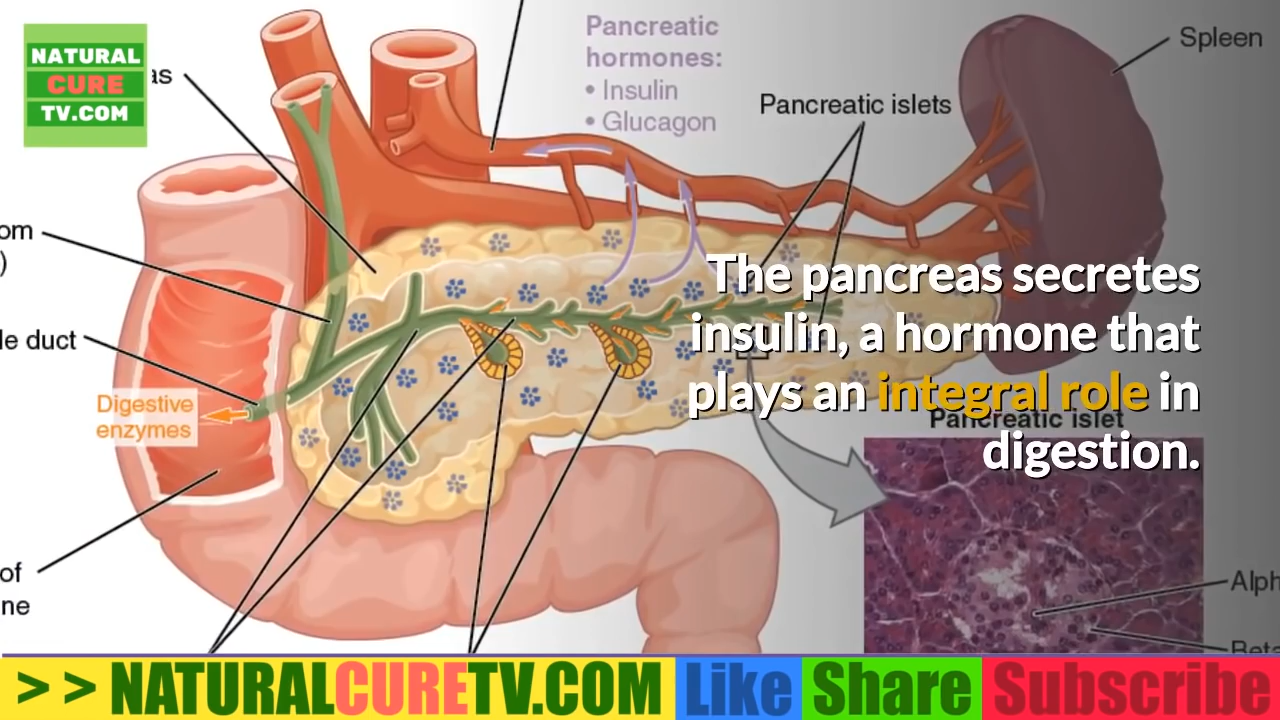 NATURAL
CURE
TV.COM
as
Pancreatic
hormones:
• Insulin
• Glucagon
Pancreatic islets
Spleen
om
)
le duct
Digestive
enzymes
The pancreas secretes
insulin, a hormone that
plays an integral role in
digestion.
Pancreatic islet
of
ne
Alph
Beta
> > NATURALCURETV.COM Like Share Subscribe